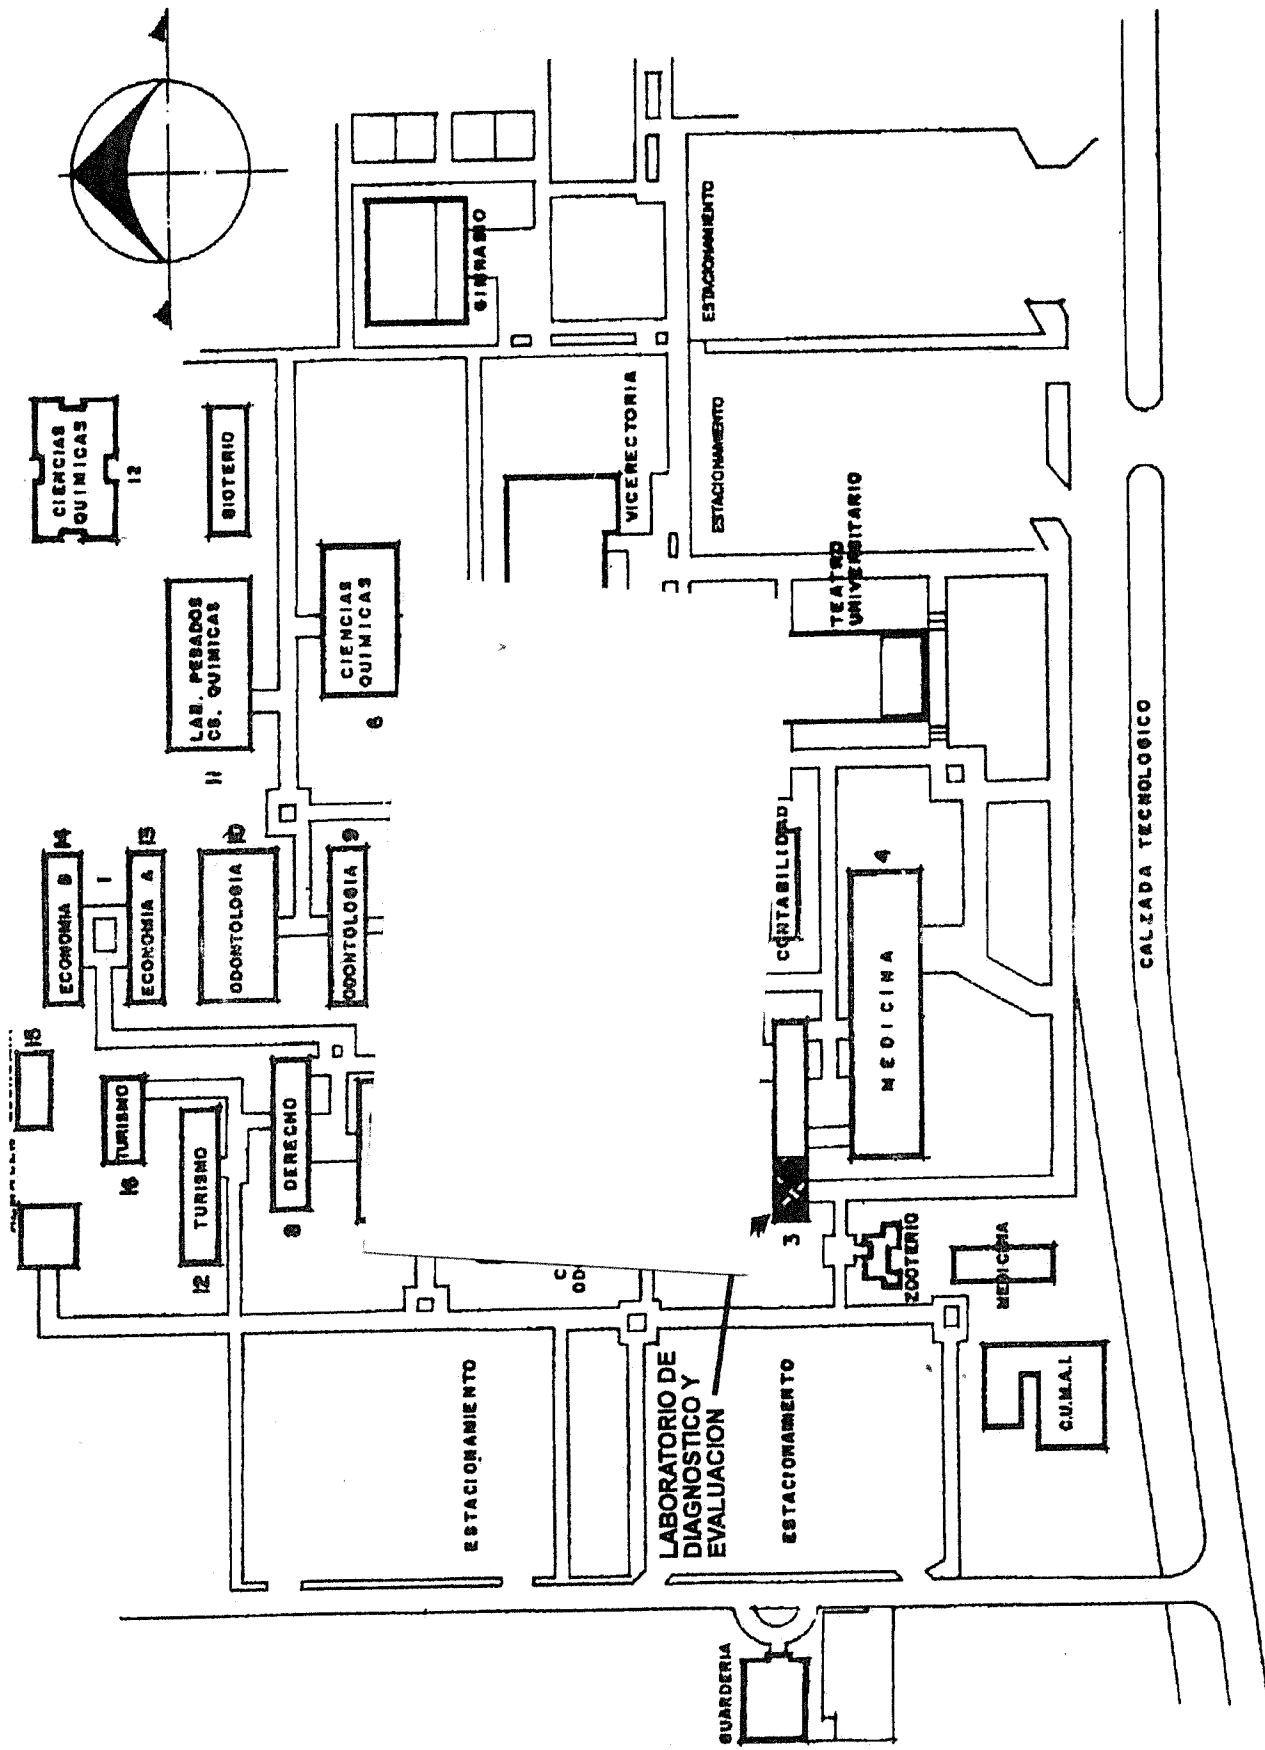 CIENCIAS
QUIMICAS
12
BIOTERIO
LAB. PESADOS
CS. QUIMICAS
11
CIENCIAS
QUIMICAS
6
GIMNASIO
VICERECTORIA
ESTACIONAMIENTO
ESTACIONAMIENTO
TEATRO
UNIVERSITARIO
ECONOMIA B
14
1
ECONOMIA A
13
ODONTOLOGIA
10
ODONTOLOGIA
9
15
TURISMO
16
TURISMO
12
DERECHO
8
CONTABILIDAD
MEDICINA
4
3
ZOOTERIO
MEDICINA
C.U.M.A.I.
C
OD
ESTACIONAMIENTO
LABORATORIO DE
DIAGNOSTICO Y
EVALUACION
ESTACIONAMIENTO
GUARDERIA
CALZADA TECNOLOGICO